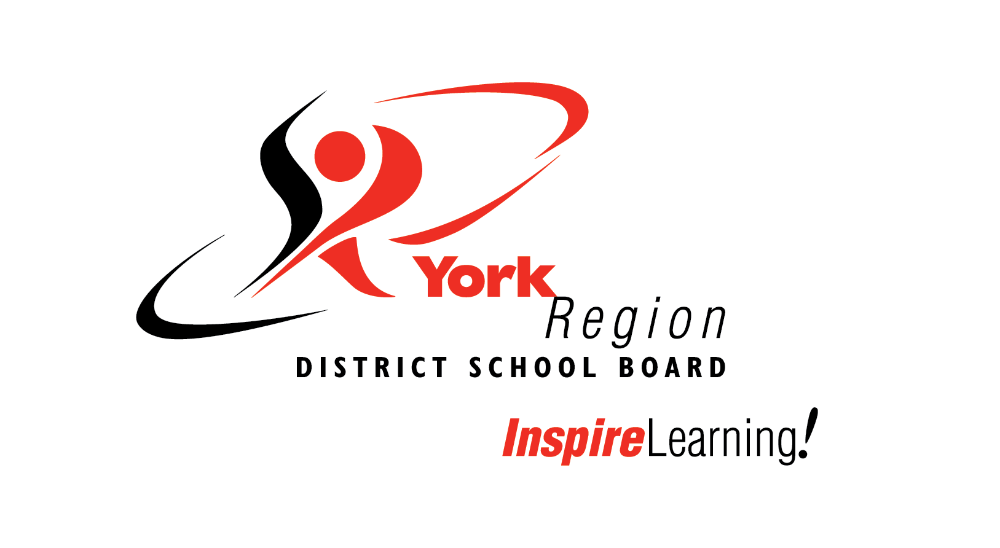 York
Region
DISTRICT SCHOOL BOARD
InspireLearning!